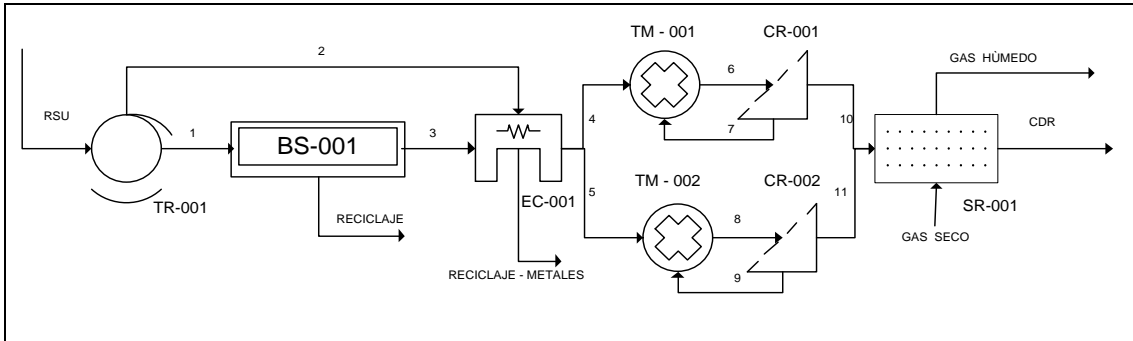 TM - 001
CR-001
2
GAS HÙMEDO
6
RSU
4
CDR
1
3
7
10
BS-001
TM - 002
CR-002
5
11
EC-001
TR-001
SR-001
8
RECICLAJE
GAS SECO
9
RECICLAJE - METALES